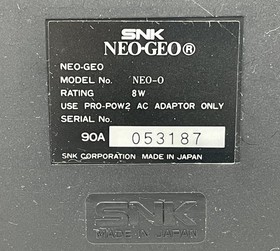 SNK
NEO·GEO®
NEO-GEO
MODEL No. NEO-0
RATING 8W
USE PRO-POW2 AC ADAPTOR ONLY
SERIAL No.
90A 053187
SNK CORPORATION MADE IN JAPAN
SNK
MADE IN JAPAN